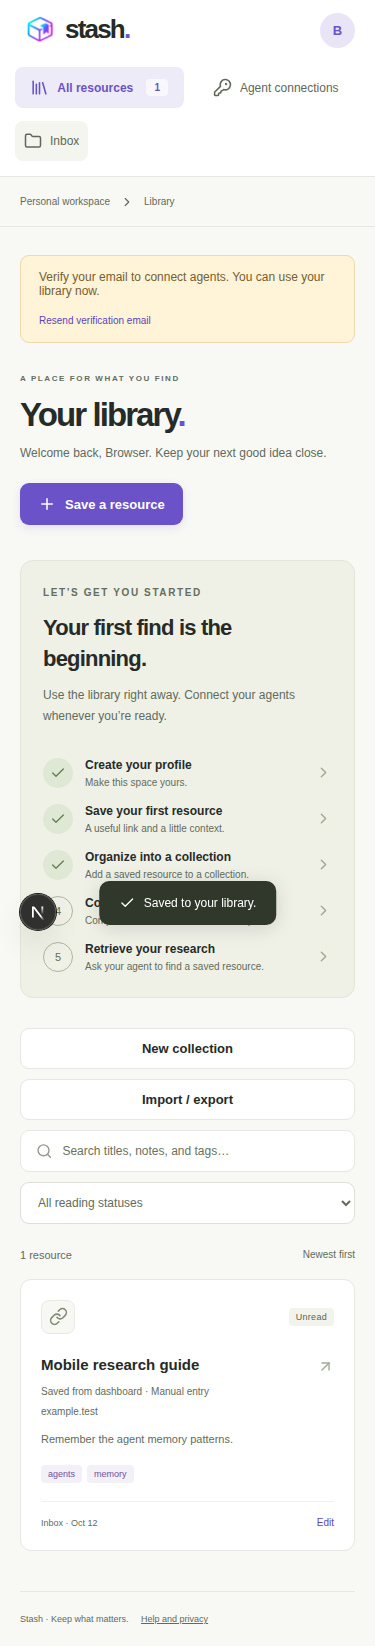 stash.
B
All resources 1
Agent connections
Inbox
Personal workspace > Library
Verify your email to connect agents. You can use your
library now.
Resend verification email
A PLACE FOR WHAT YOU FIND
Your library.
Welcome back, Browser. Keep your next good idea close.
Save a resource
LET'S GET YOU STARTED
Your first find is the
beginning.
Use the library right away. Connect your agents
whenever you're ready.
Create your profile
Make this space yours.
Save your first resource
A useful link and a little context.
Organize into a collection
Add a saved resource to a collection.
N
4
Saved to your library.
5
Retrieve your research
Ask your agent to find a saved resource.
New collection
Import / export
Search titles, notes, and tags…
All reading statuses
1 resource
Newest first
Unread
Mobile research guide
Saved from dashboard · Manual entry
example.test
Remember the agent memory patterns.
agents memory
Inbox · Oct 12
Edit
Stash · Keep what matters. Help and privacy